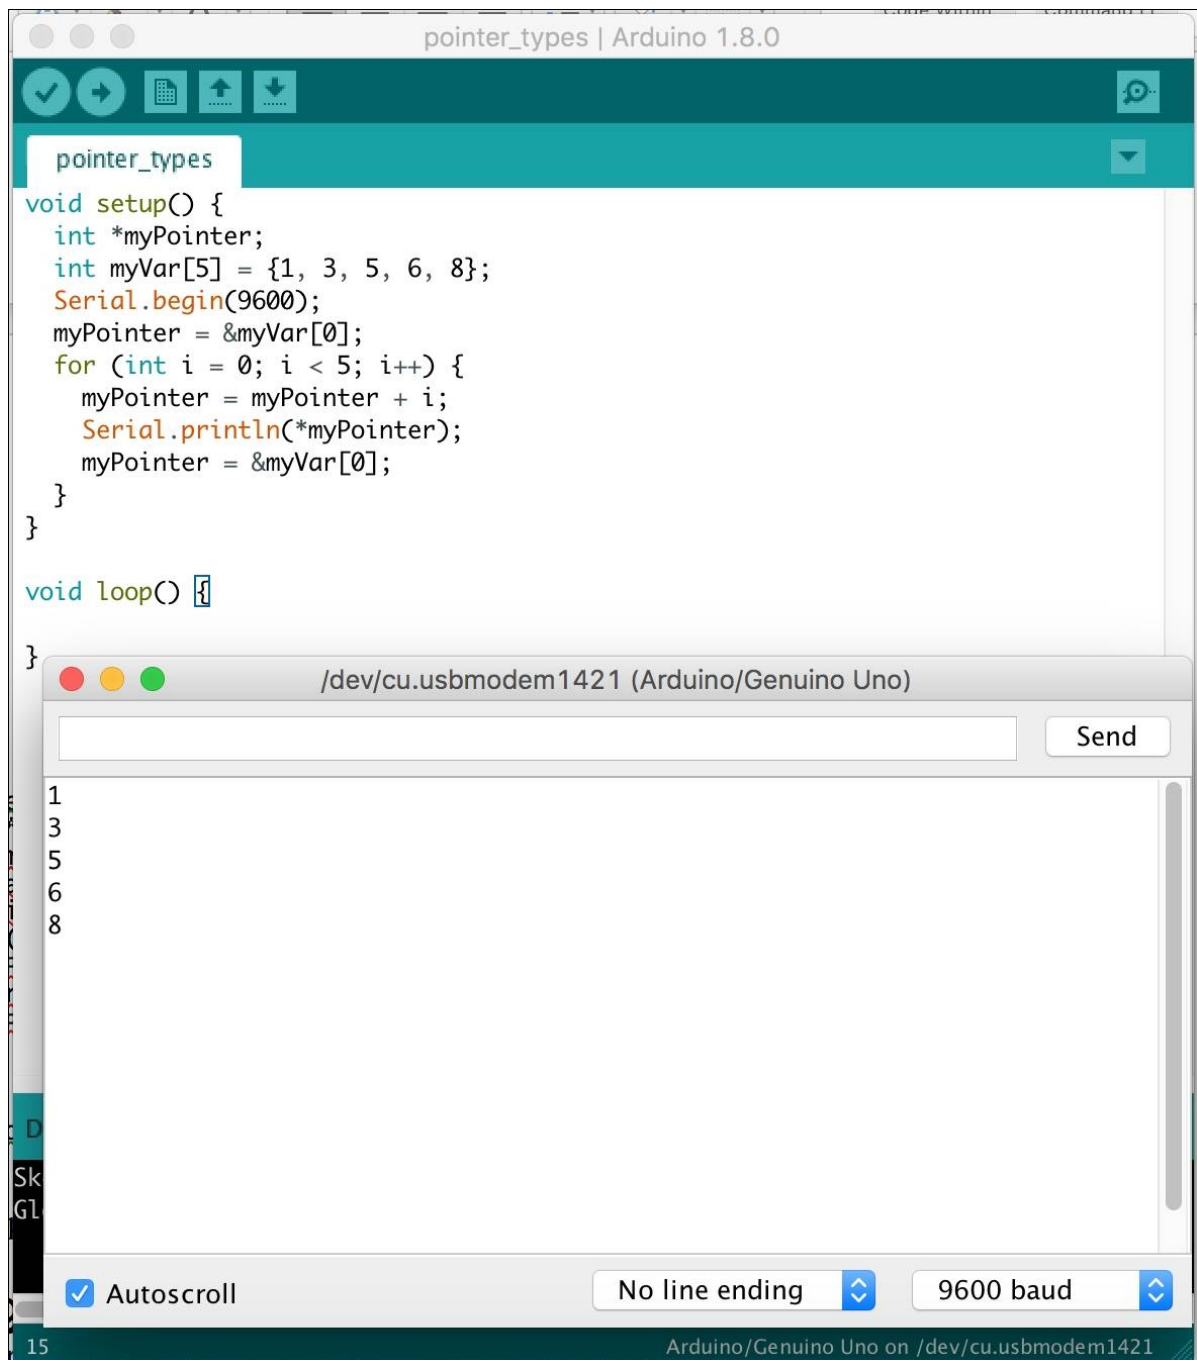 pointer_types | Arduino 1.8.0
pointer_types
void setup() {
  int *myPointer;
  int myVar[5] = {1, 3, 5, 6, 8};
  Serial.begin(9600);
  myPointer = &myVar[0];
  for (int i = 0; i < 5; i++) {
    myPointer = myPointer + i;
    Serial.println(*myPointer);
    myPointer = &myVar[0];
  }
}
void loop() {
}
/dev/cu.usbmodem1421 (Arduino/Genuino Uno)
Send
1
3
5
6
8
D
Sk
Gl
Autoscroll
No line ending
9600 baud
15
Arduino/Genuino Uno on /dev/cu.usbmodem1421